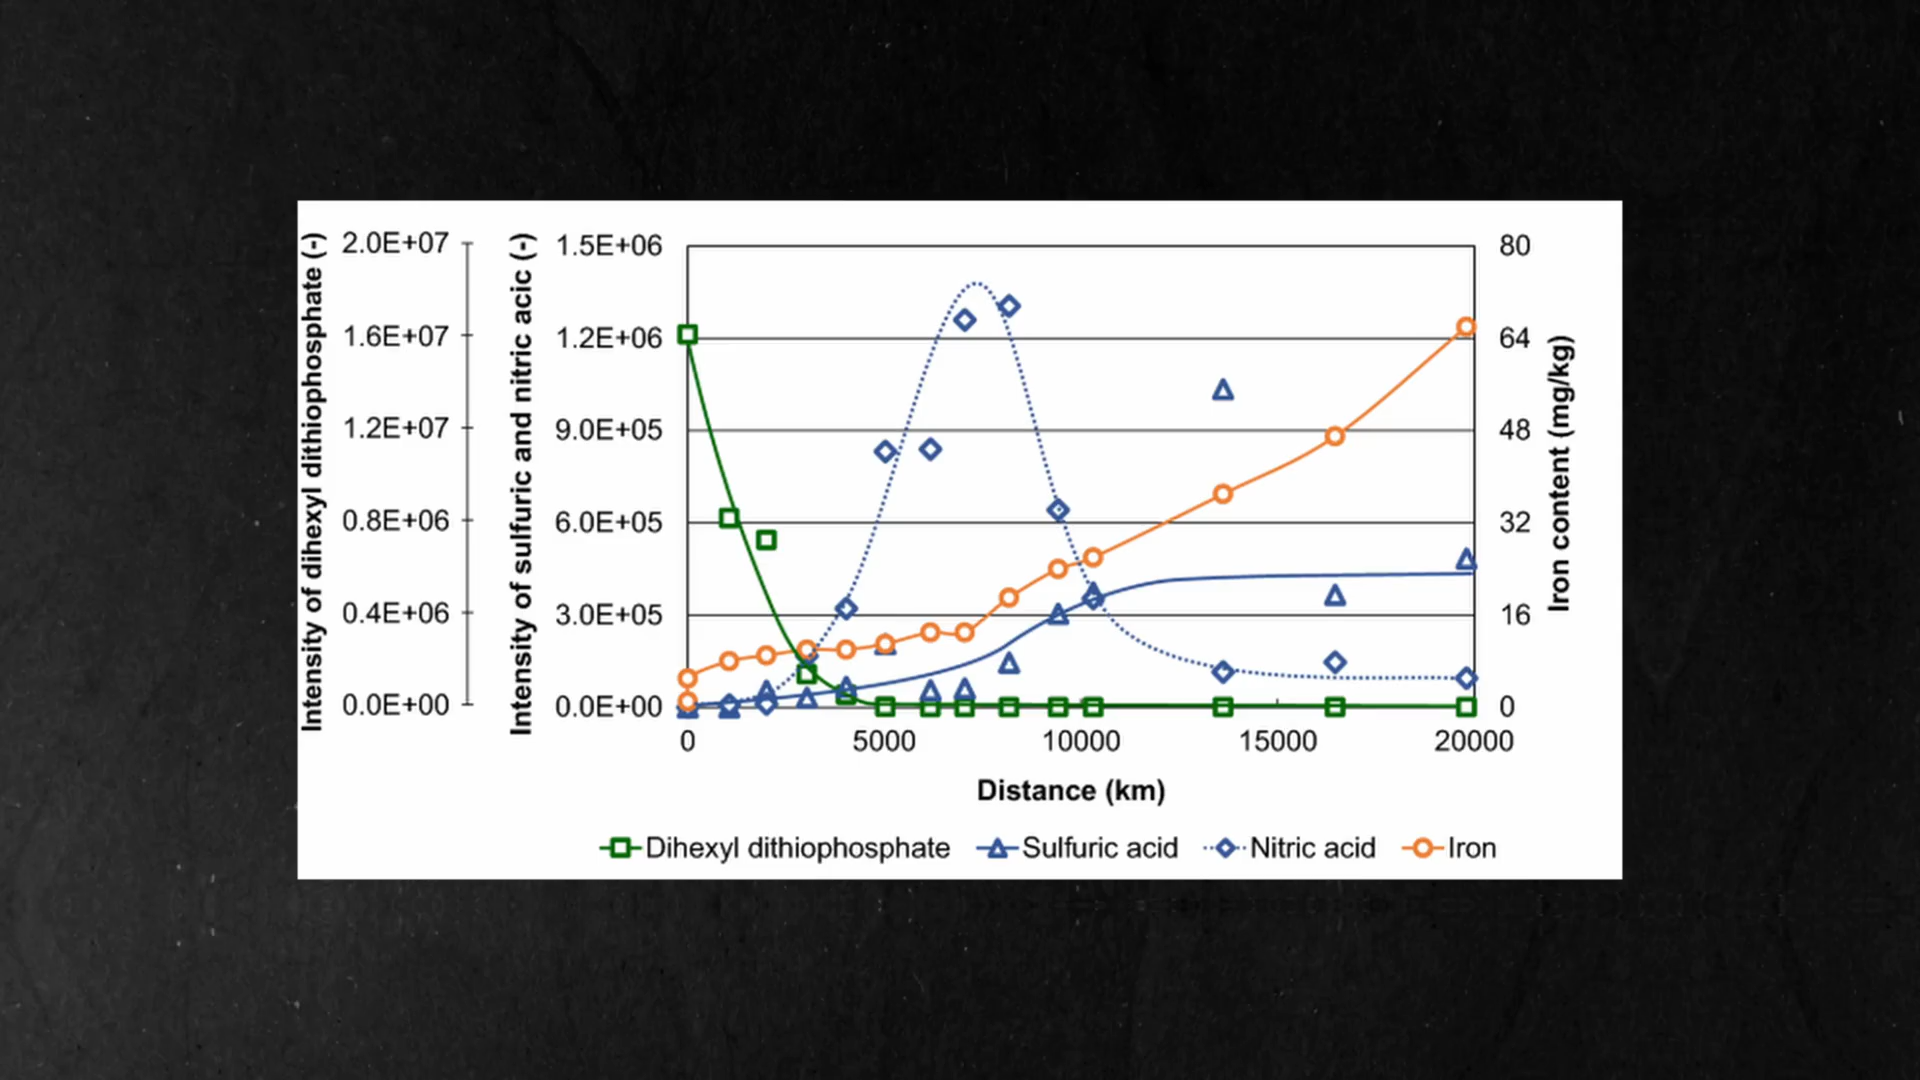 Intensity of dihexyl dithiophosphate (-)
2.0E+07
1.6E+07
1.2E+07
0.8E+06
0.4E+06
0.0E+00
Intensity of sulfuric and nitric acic (-)
1.5E+06
1.2E+06
9.0E+05
6.0E+05
3.0E+05
0.0E+00
80
64
48
32
16
0
Iron content (mg/kg)
0 5000 10000 15000 20000
Distance (km)
Dihexyl dithiophosphate Sulfuric acid Nitric acid Iron